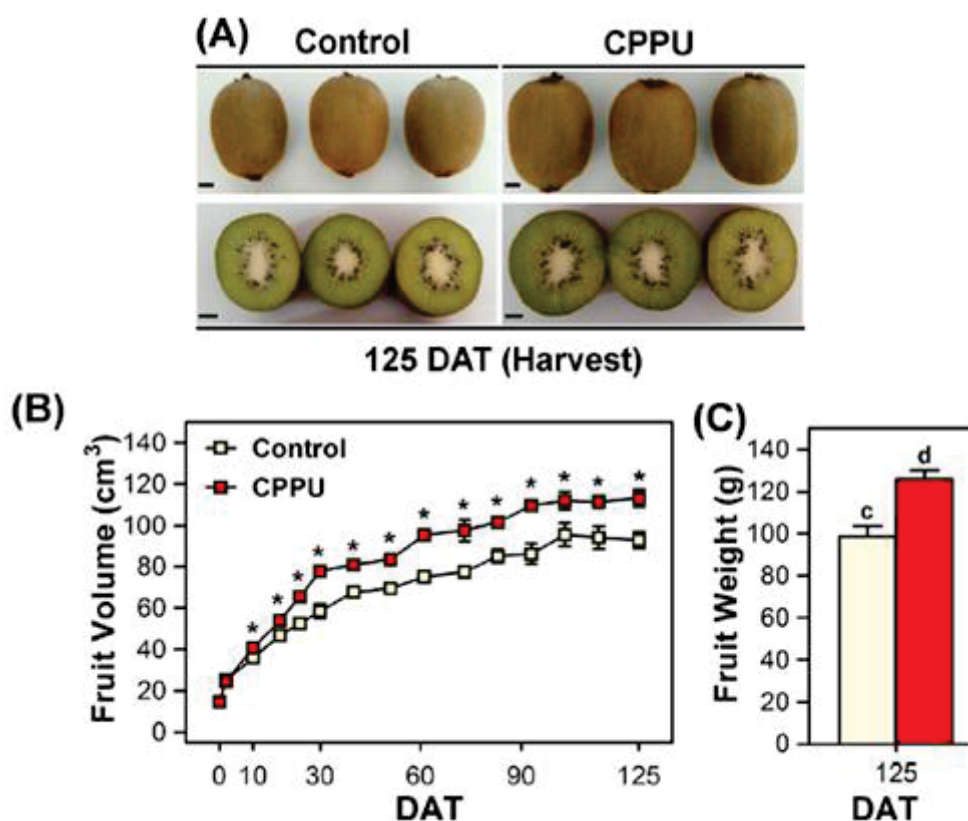 (A)
Control CPPU
125 DAT (Harvest)
(B)
Fruit Volume (cm³)
140
120
100
80
60
40
20
0
Control
CPPU
* * * * * * * * * * * * *
0 10 30 60 90 125
DAT
(C)
Fruit Weight (g)
140
120
100
80
60
40
20
0
c d
125
DAT